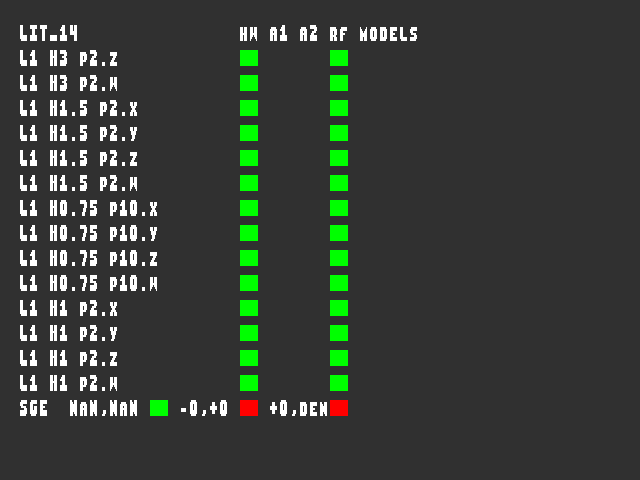 LIT_14 HW A1 A2 RF MODELS
L1 H3 p2.z
L1 H3 p2.w
L1 H1.5 p2.x
L1 H1.5 p2.y
L1 H1.5 p2.z
L1 H1.5 p2.w
L1 H0.75 p10.x
L1 H0.75 p10.y
L1 H0.75 p10.z
L1 H0.75 p10.w
L1 H1 p2.x
L1 H1 p2.y
L1 H1 p2.z
L1 H1 p2.w
SGE NaN,NaN -0,+0 +0,DEN